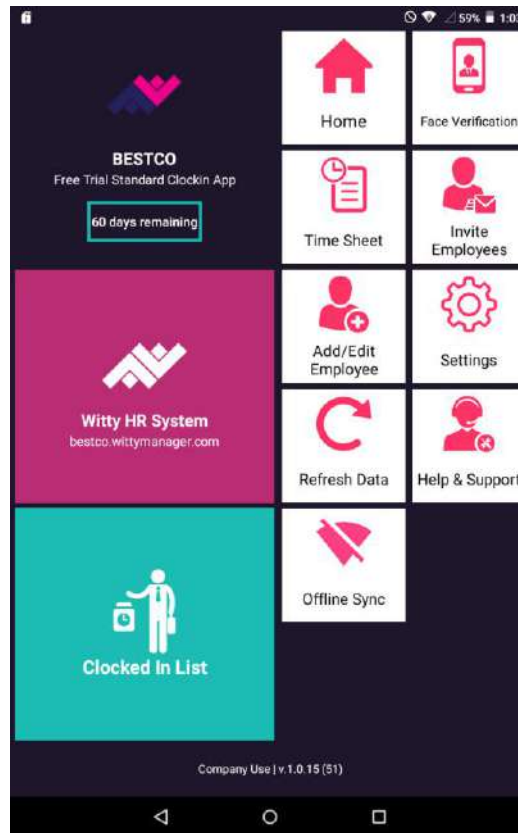 59% 1:03
BESTCO
Free Trial Standard Clockin App
60 days remaining
Home
Face Verification
Time Sheet
Invite
Employees
Witty HR System
bestco.wittymanager.com
Add/Edit
Employee
Settings
Refresh Data
Help & Support
Clocked In List
Offline Sync
Company Use | v.1.0.15 (51)